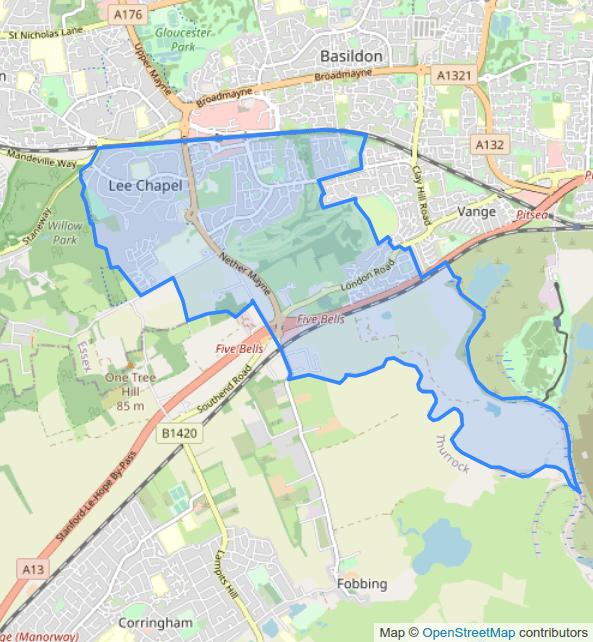 A176
St Nicholas Lane
Gloucester
Park
Upper Mayne
Basildon
Broadmayne
A1321
Broadmayne
A132
Mandeville Way
Lee Chapel
Clay Hill Road
Staneway
Willow
Park
Vange
Pitsea
Nether Mayne
London Road
Five Bells
Five Bells
Essex
One Tree
Hill
85 m
Southend Road
B1420
Thurrock
Stanford-Le-Hope By-Pass
A13
Lampits Hill
Fobbing
Corringham
(Manorway)
Map © OpenStreetMap contributors